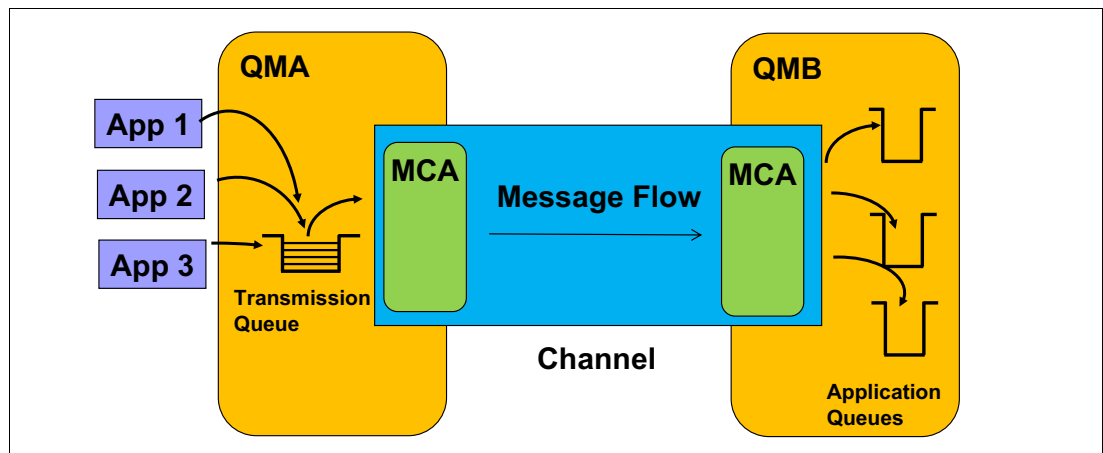 QMA
QMB
App 1
App 2
App 3
MCA
Message Flow
MCA
Transmission
Queue
Channel
Application
Queues